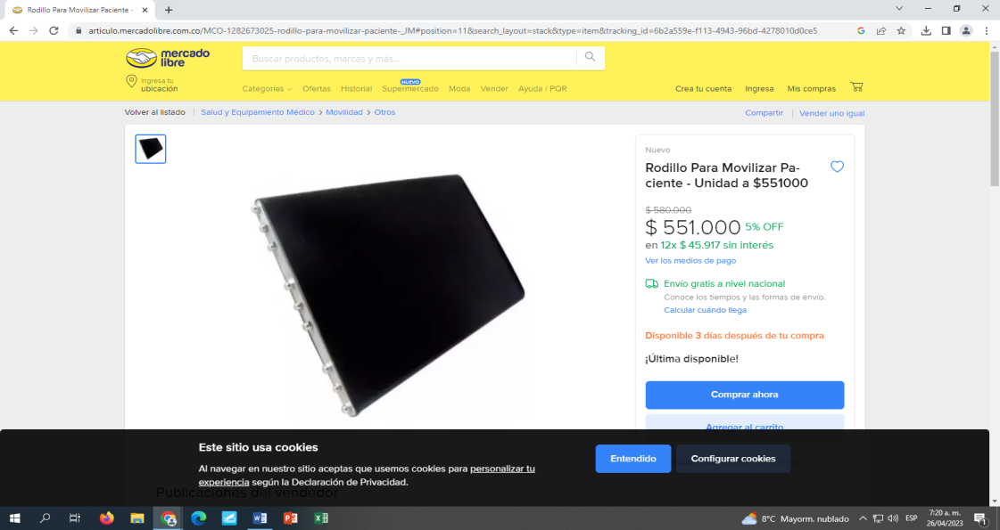 Rodillo Para Movilizar Paciente -
articulo.mercadolibre.com.co/MCO-1282673025-rodillo-para-movilizar-paciente-_JM#position=11&search_layout=stack&type=item&tracking_id=6b2a559e-f113-4943-96bd-4278010d0ce5
mercado
libre
Buscar productos, marcas y más...
Ingresa tu
ubicación
NUEVO
Categorías Ofertas Historial Supermercado Moda Vender Ayuda / PQR
Crea tu cuenta Ingresa Mis compras
Volver al listado | Salud y Equipamiento Médico > Movilidad > Otros
Compartir | Vender uno igual
Nuevo
Rodillo Para Movilizar Pa-
ciente - Unidad a $551000
$ 580.000
$ 551.000 5% OFF
en 12x $ 45.917 sin interés
Ver los medios de pago
Envío gratis a nivel nacional
Conoce los tiempos y las formas de envío.
Calcular cuándo llega
Disponible 3 días después de tu compra
¡Última disponible!
Comprar ahora
Agregar al carrito
Este sitio usa cookies
Al navegar en nuestro sitio aceptas que usemos cookies para personalizar tu
experiencia según la Declaración de Privacidad.
Entendido
Configurar cookies
Publicaciones del vendedor
8°C Mayorm. nublado
ESP
7:20 a. m.
26/04/2023
1